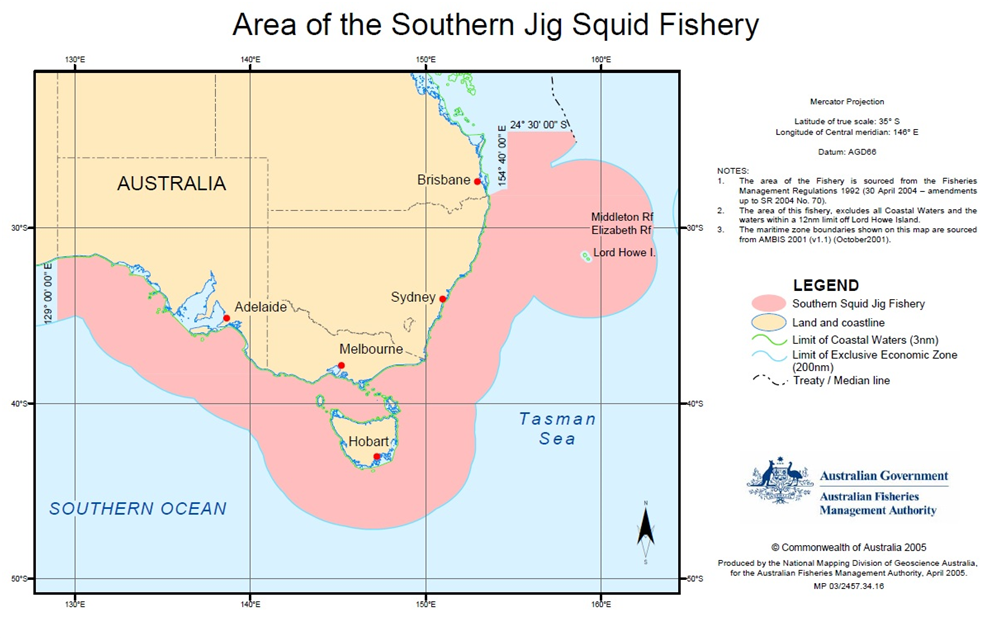 Area of the Southern Jig Squid Fishery
130°E
140°E
150°E
160°E
24° 30' 00'' S
154° 40' 00'' E
Brisbane
AUSTRALIA
Middleton Rf
Elizabeth Rf
30°S
30°S
Lord Howe I.
129° 00' 00'' E
Sydney
Adelaide
Melbourne
40°S
40°S
Tasman
Sea
Hobart
SOUTHERN OCEAN
N
S
50°S
50°S
130°E
140°E
150°E
160°E
Mercator Projection
Latitude of true scale: 35° S
Longitude of Central meridian: 146° E
Datum: AGD66
NOTES:
1. The area of the Fishery is sourced from the Fisheries
Management Regulations 1992 (30 April 2004 – amendments
up to SR 2004 No. 70).
2. The area of this fishery, excludes all Coastal Waters and the
waters within a 12nm limit off Lord Howe Island.
3. The maritime zone boundaries shown on this map are sourced
from AMBIS 2001 (v1.1) (October2001).
LEGEND
Southern Squid Jig Fishery
Land and coastline
Limit of Coastal Waters (3nm)
Limit of Exclusive Economic Zone
(200nm)
Treaty / Median line
Australian Government
Australian Fisheries
Management Authority
© Commonwealth of Australia 2005
Produced by the National Mapping Division of Geoscience Australia,
for the Australian Fisheries Management Authority, April 2005.
MP 03/2457.34.16